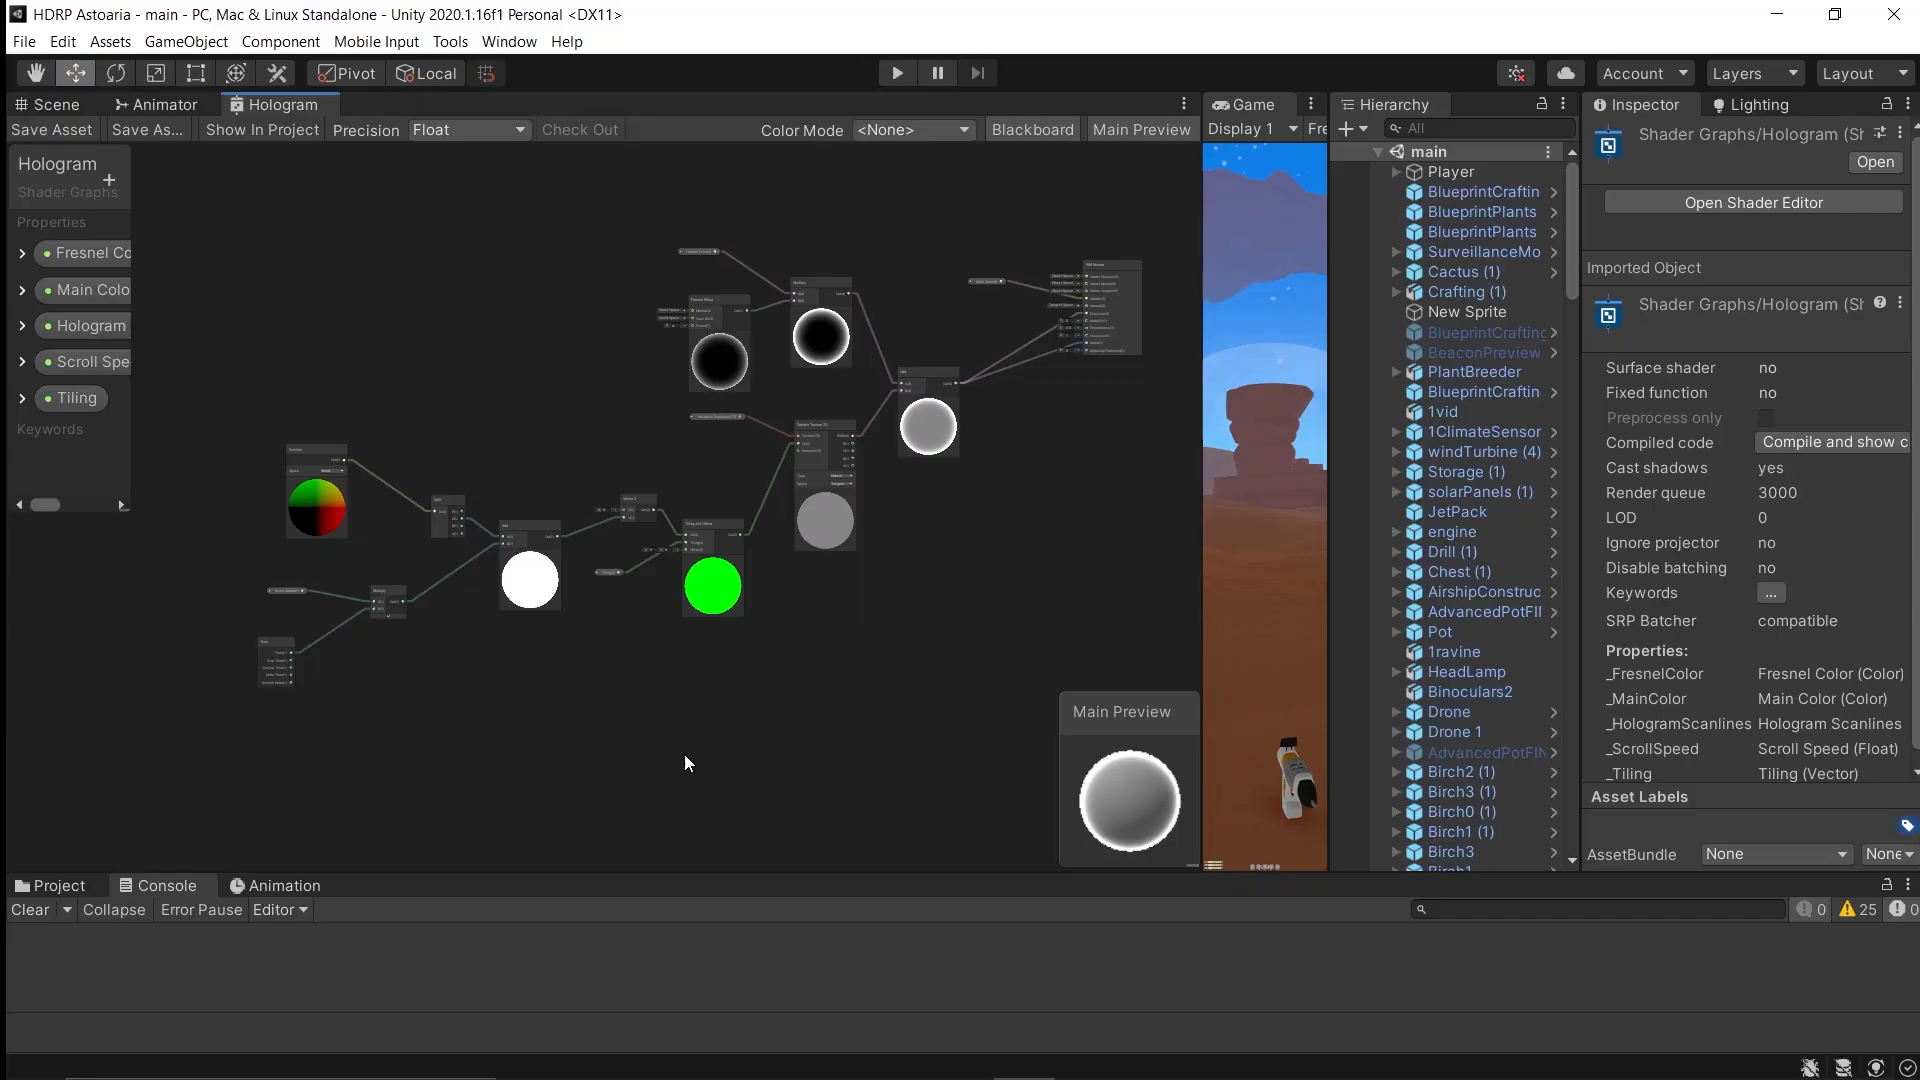 HDRP Astoaria - main - PC, Mac & Linux Standalone - Unity 2020.1.16f1 Personal <DX11>
File Edit Assets GameObject Component Mobile Input Tools Window Help
Pivot Local Account Layers Layout
Scene Animator Hologram
Save Asset Save As... Show In Project Precision Float Check Out Color Mode <None> Blackboard Main Preview
Hologram
Shader Graphs
Properties
Fresnel Co
Main Colo
Hologram
Scroll Spe
Tiling
Keywords
Main Preview
Game
Display 1 Fre
Hierarchy
All
main
Player
BlueprintCraftin
BlueprintPlants
BlueprintPlants
SurveillanceMo
Cactus (1)
Crafting (1)
New Sprite
BlueprintCrafting
BeaconPreview
PlantBreeder
BlueprintCraftin
1vid
1ClimateSensor
windTurbine (4)
Storage (1)
solarPanels (1)
JetPack
engine
Drill (1)
Chest (1)
AirshipConstruc
AdvancedPotFII
Pot
1ravine
HeadLamp
Binoculars2
Drone
Drone 1
AdvancedPotFIN
Birch2 (1)
Birch3 (1)
Birch0 (1)
Birch1 (1)
Birch3
Inspector Lighting
Shader Graphs/Hologram (Sh
Open
Open Shader Editor
Imported Object
Shader Graphs/Hologram (Sh
Surface shader no
Fixed function no
Preprocess only
Compiled code Compile and show c
Cast shadows yes
Render queue 3000
LOD 0
Ignore projector no
Disable batching no
Keywords ...
SRP Batcher compatible
Properties:
_FresnelColor Fresnel Color (Color)
_MainColor Main Color (Color)
_HologramScanlines Hologram Scanlines
_ScrollSpeed Scroll Speed (Float)
_Tiling Tiling (Vector)
Asset Labels
AssetBundle None None
Project Console Animation
Clear Collapse Error Pause Editor
0 25 0